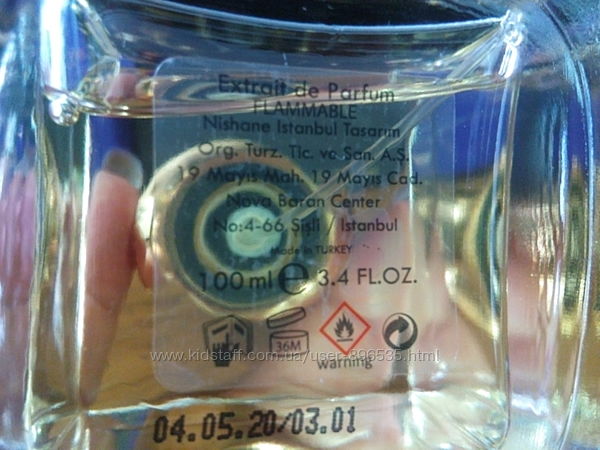 Extrait de Parfum
FLAMMABLE
Nishane Istanbul Tasarım
Org. Turz. Tic. ve San. A.Ş.
19 Mayıs Mah. 19 Mayıs Cad.
Nova Baran Center
No:4-66 Şişli / Istanbul
Made in TURKEY
100 ml e 3.4 FL.OZ.
36M
www.kidstaff.com.ua/user-896535.html
warning
04.05.20/03.01